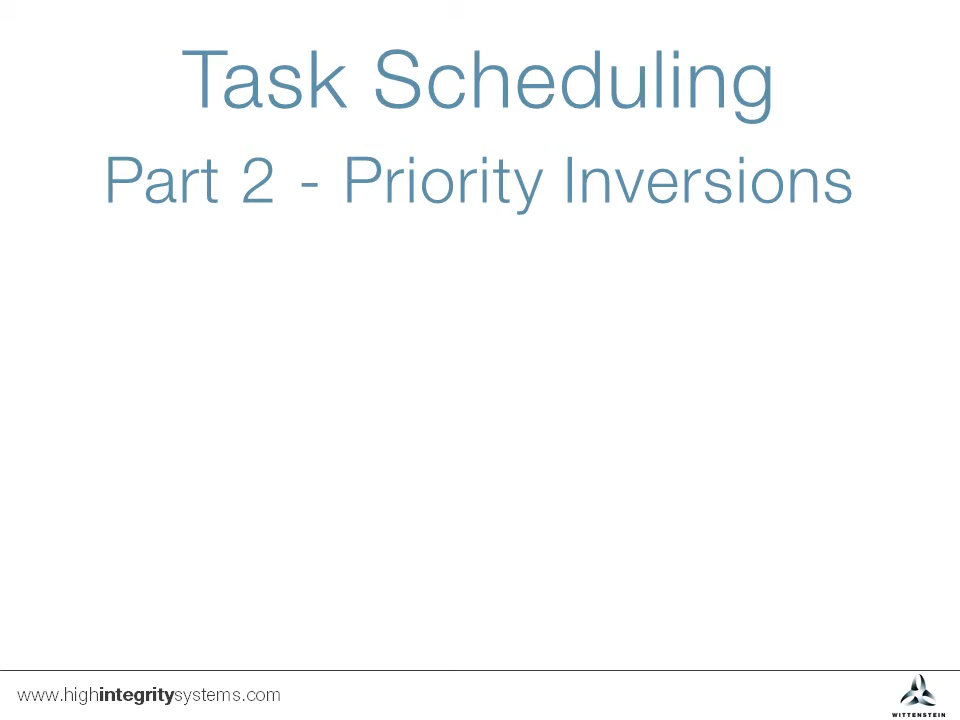 Task Scheduling
Part 2 - Priority Inversions
www.highintegritysystems.com
WITTENSTEIN